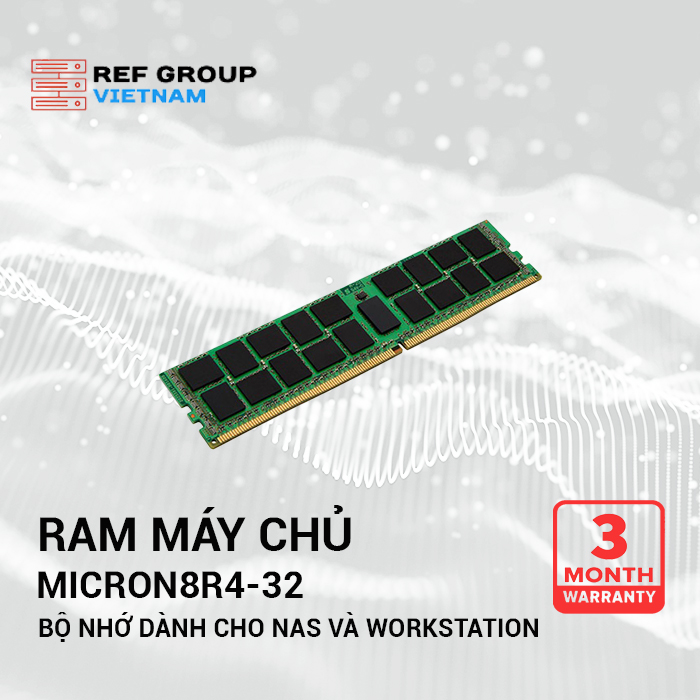 REF GROUP
VIETNAM
RAM MÁY CHỦ
MICRON8R4-32
BỘ NHỚ DÀNH CHO NAS VÀ WORKSTATION
3
MONTH
WARRANTY